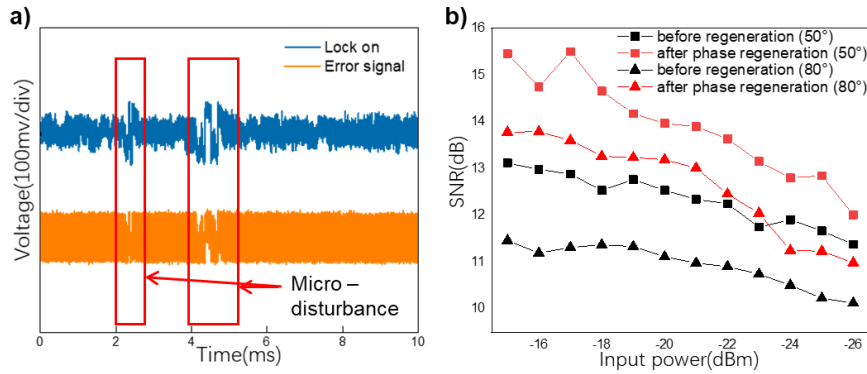 a)
Voltage(100mv/div)
Lock on
Error signal
Micro –
disturbance
0 2 4 6 8 10
Time(ms)
b)
SNR(dB)
16
15
14
13
12
11
10
before regeneration (50°)
after phase regeneration (50°)
before regeneration (80°)
after phase regeneration (80°)
-16 -18 -20 -22 -24 -26
Input power(dBm)